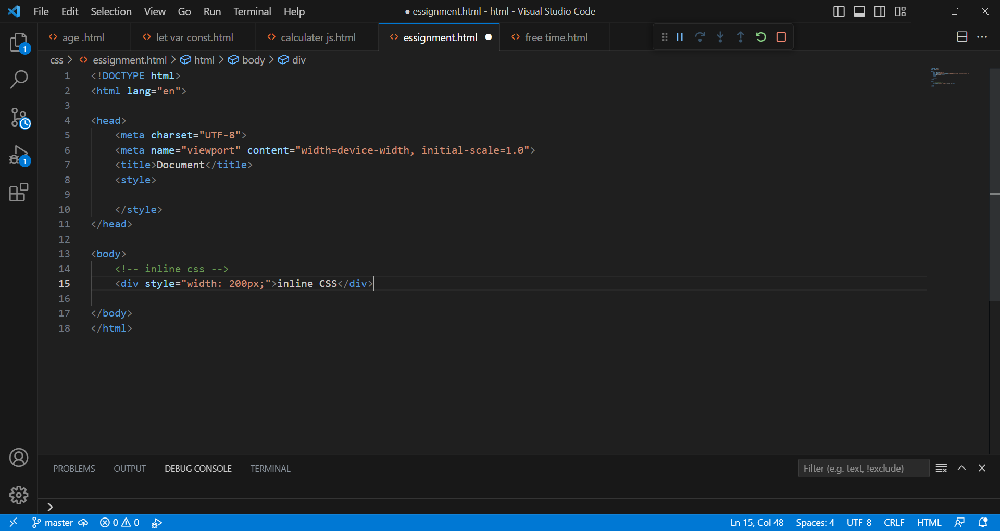 File Edit Selection View Go Run Terminal Help ● essignment.html - html - Visual Studio Code
age .html let var const.html calculater js.html essignment.html free time.html
css > essignment.html > html > body > div
1 <!DOCTYPE html>
2 <html lang="en">
3
4 <head>
5 <meta charset="UTF-8">
6 <meta name="viewport" content="width=device-width, initial-scale=1.0">
7 <title>Document</title>
8 <style>
9
10 </style>
11 </head>
12
13 <body>
14 <!-- inline css -->
15 <div style="width: 200px;">inline CSS</div>
16
17 </body>
18 </html>
1
1
PROBLEMS OUTPUT DEBUG CONSOLE TERMINAL Filter (e.g. text, !exclude)
master 0 0 Ln 15, Col 48 Spaces: 4 UTF-8 CRLF HTML